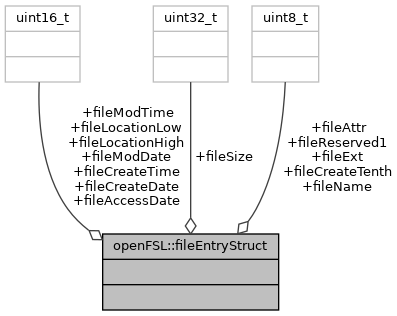 uint16_t
uint32_t
uint8_t
+fileModTime
+fileLocationLow
+fileLocationHigh
+fileModDate
+fileCreateTime
+fileCreateDate
+fileAccessDate
+fileSize
+fileAttr
+fileReserved1
+fileExt
+fileCreateTenth
+fileName
openFSL::fileEntryStruct